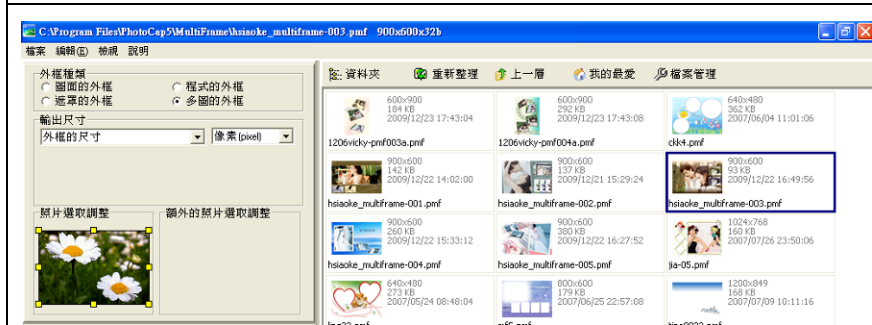 C:\Program Files\PhotoCap5\MultiFrame\hsiaoke_multiframe-003.pmf 900x600x32b
檔案 編輯(E) 檢視 說明
外框種類
圖面的外框 程式的外框
遮罩的外框 多圖的外框
輸出尺寸
外框的尺寸 像素(pixel)
照片選取調整 額外的照片選取調整
資料夾 重新整理 上一層 我的最愛 檔案管理
600x900
184 KB
2009/12/23 17:43:04
1206vicky-pmf003a.pmf
600x900
292 KB
2009/12/23 17:43:08
1206vicky-pmf004a.pmf
640x480
362 KB
2007/06/04 11:01:06
ckk4.pmf
900x600
142 KB
2009/12/22 14:02:00
hsiaoke_multiframe-001.pmf
900x600
137 KB
2009/12/21 15:29:24
hsiaoke_multiframe-002.pmf
900x600
93 KB
2009/12/22 16:49:56
hsiaoke_multiframe-003.pmf
900x600
260 KB
2009/12/22 15:33:12
hsiaoke_multiframe-004.pmf
900x600
380 KB
2009/12/22 16:27:52
hsiaoke_multiframe-005.pmf
1024x768
160 KB
2007/07/26 23:50:06
jia-05.pmf
640x480
273 KB
2007/05/24 08:48:04
800x600
179 KB
2007/06/25 22:57:08
1200x849
168 KB
2007/07/09 10:11:16